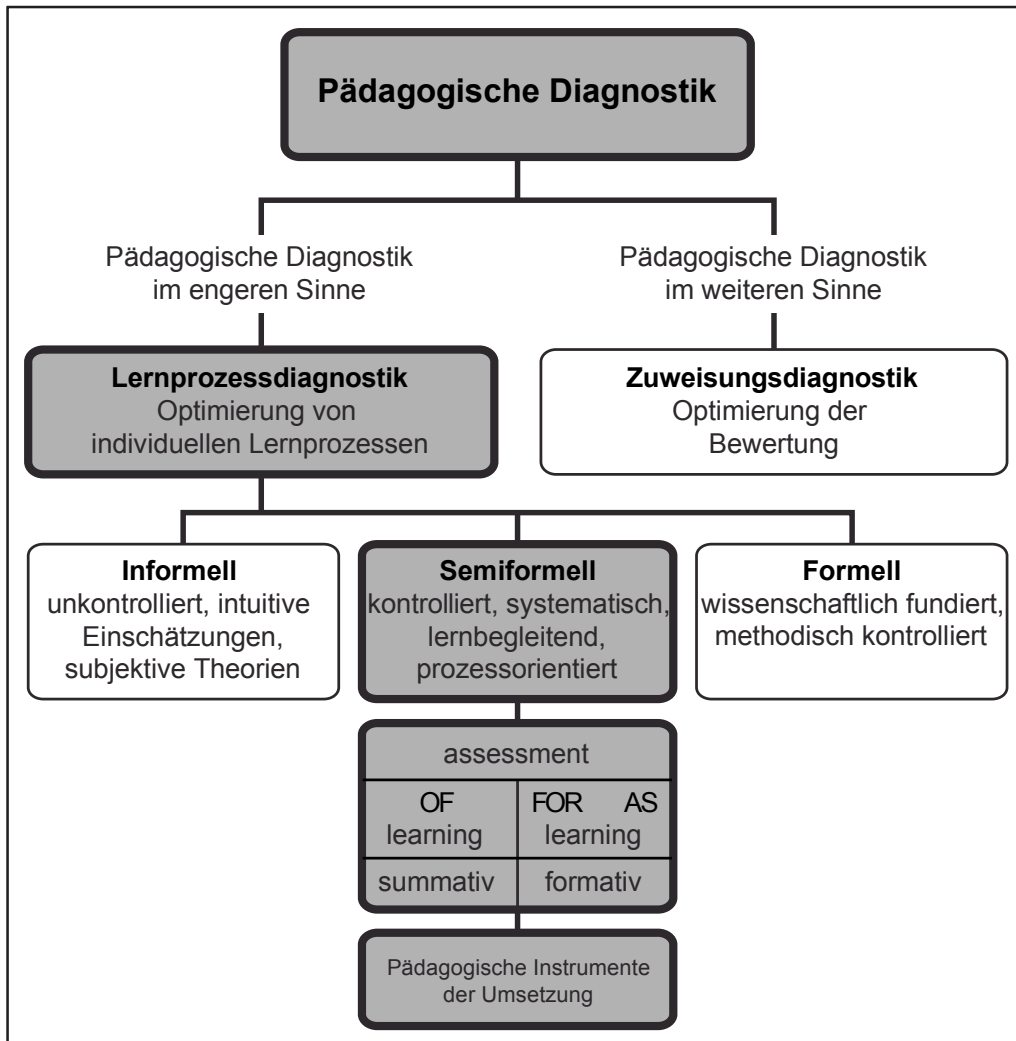 Pädagogische Diagnostik
Pädagogische Diagnostik
im engeren Sinne
Pädagogische Diagnostik
im weiteren Sinne
Lernprozessdiagnostik
Optimierung von
individuellen Lernprozessen
Zuweisungsdiagnostik
Optimierung der
Bewertung
Informell
unkontrolliert, intuitive
Einschätzungen,
subjektive Theorien
Semiformell
kontrolliert, systematisch,
lernbegleitend,
prozessorientiert
Formell
wissenschaftlich fundiert,
methodisch kontrolliert
assessment
OF
learning
FOR AS
learning
summativ
formativ
Pädagogische Instrumente
der Umsetzung